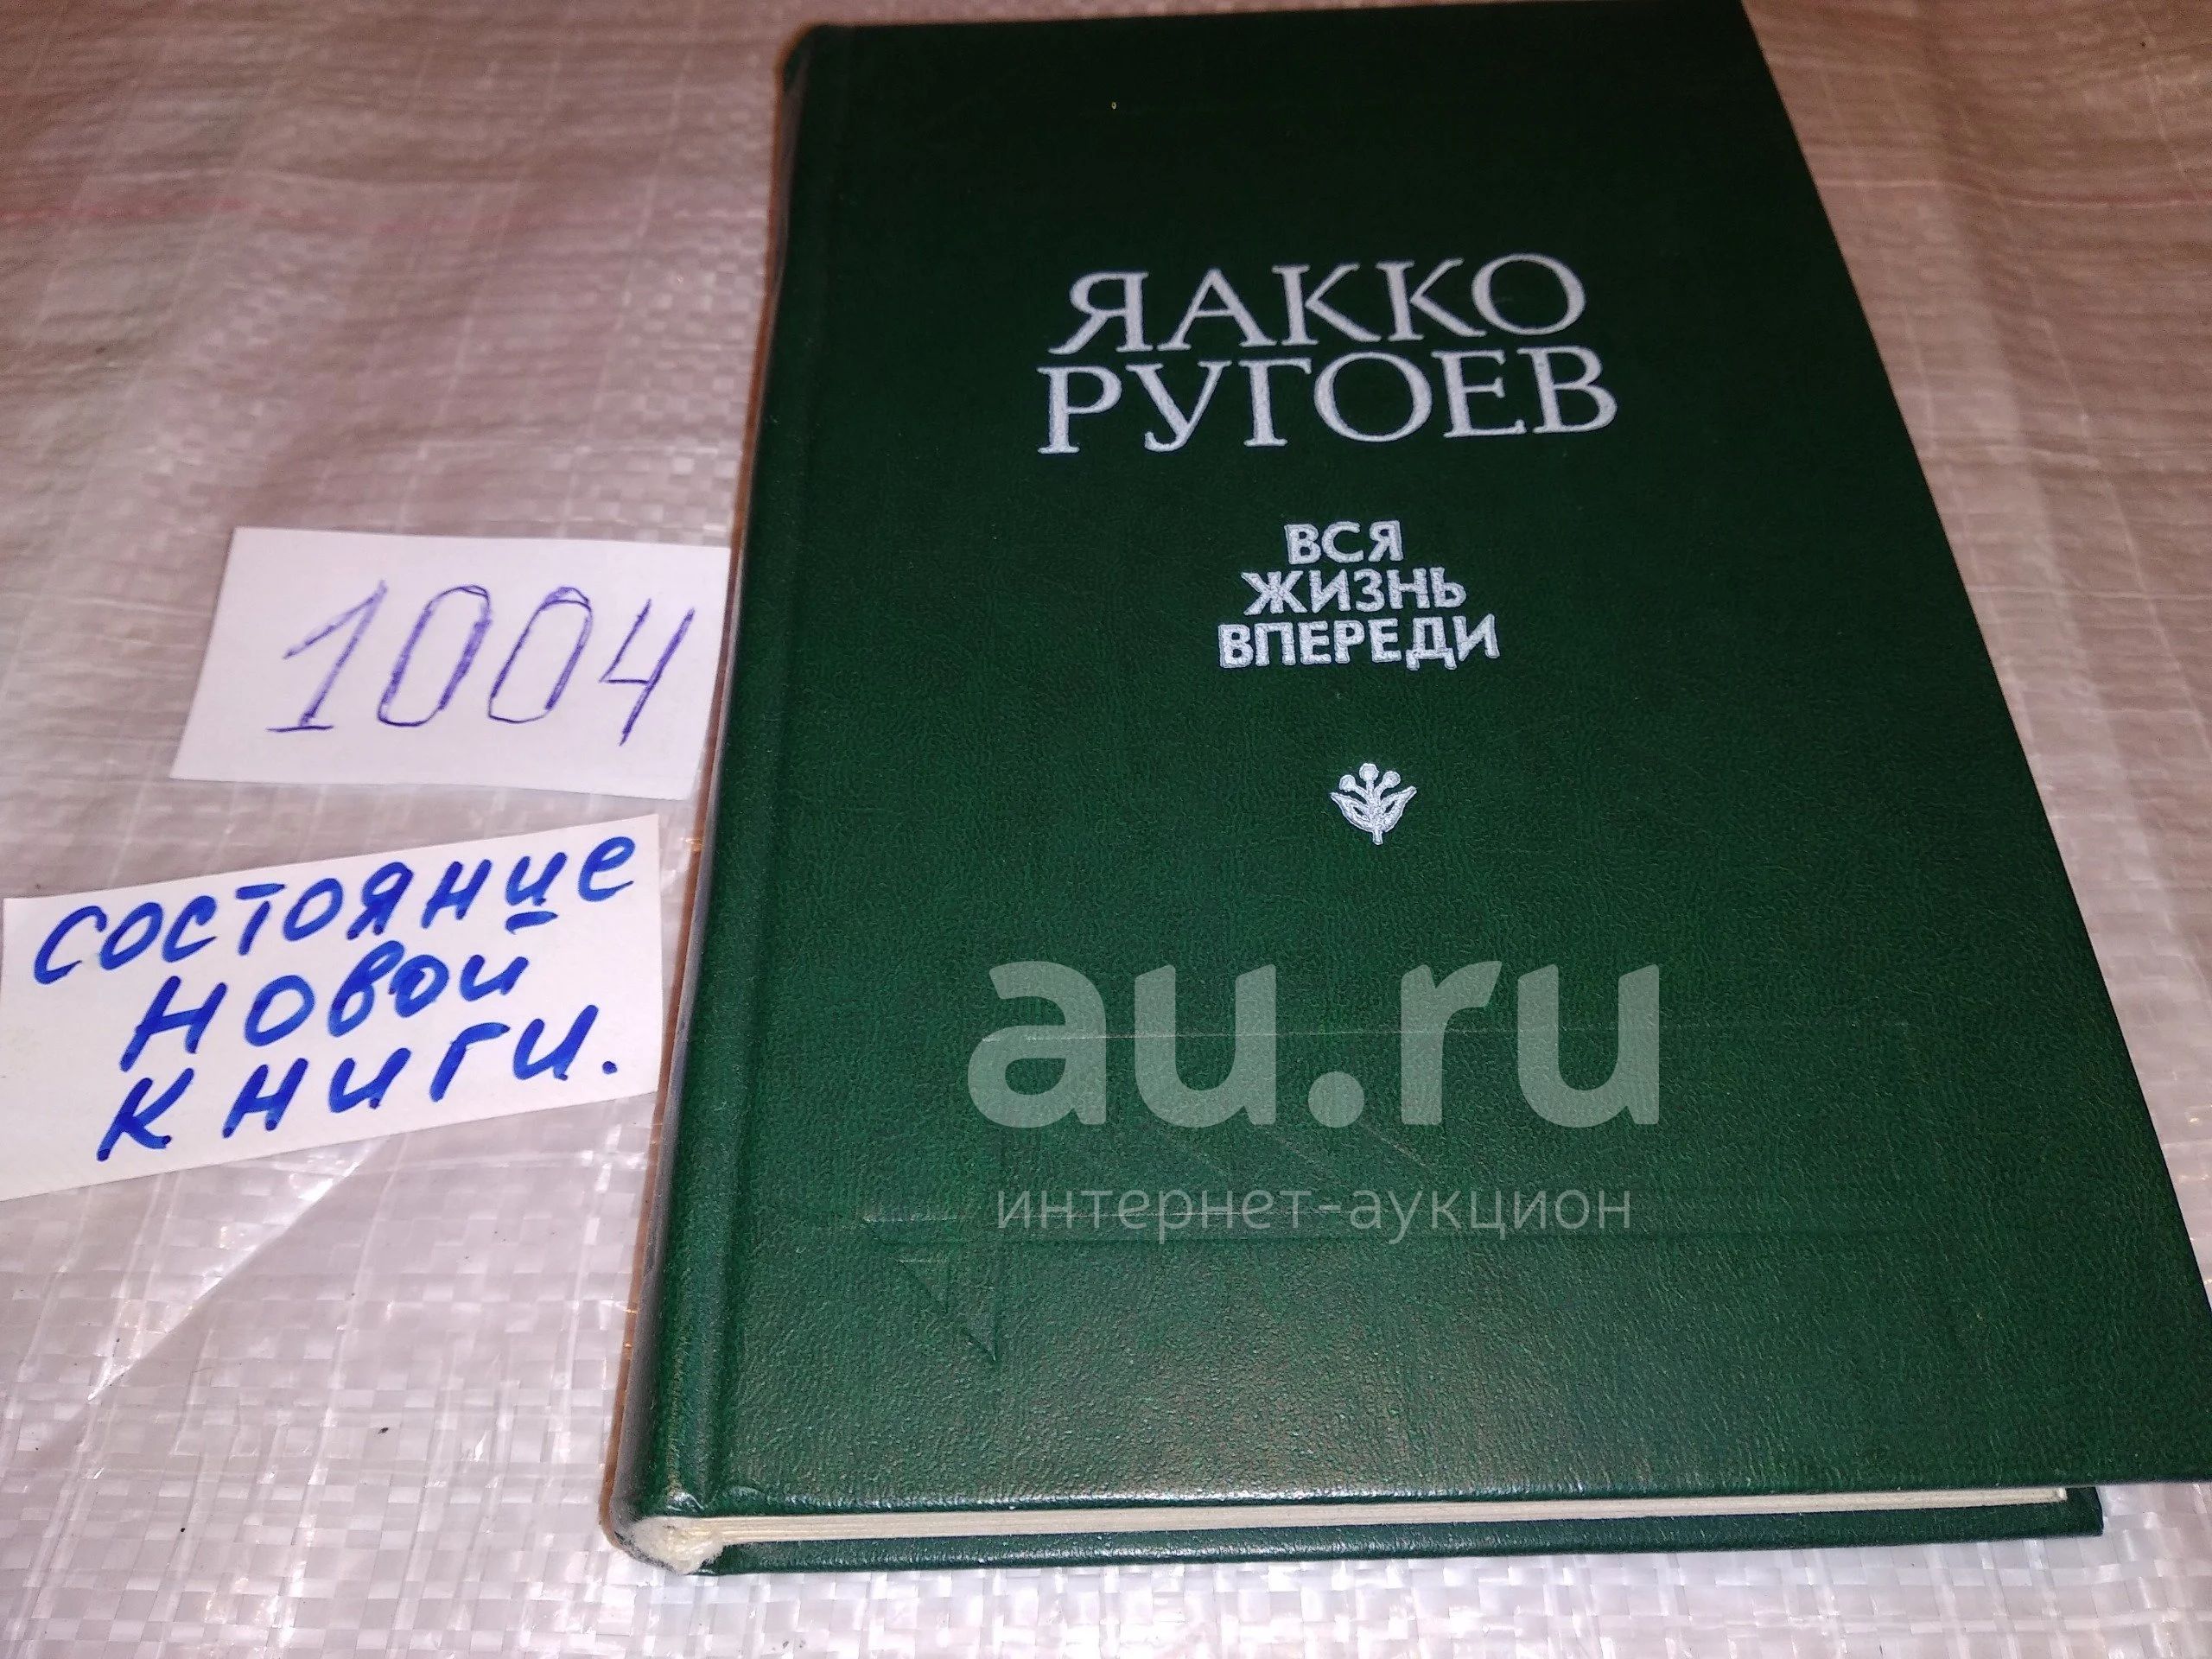 ЯАККО
РУГОЕВ
ВСЯ
ЖИЗНЬ
ВПЕРЕДИ
1004
состояние
новой
книги.
au.ru
интернет-аукцион